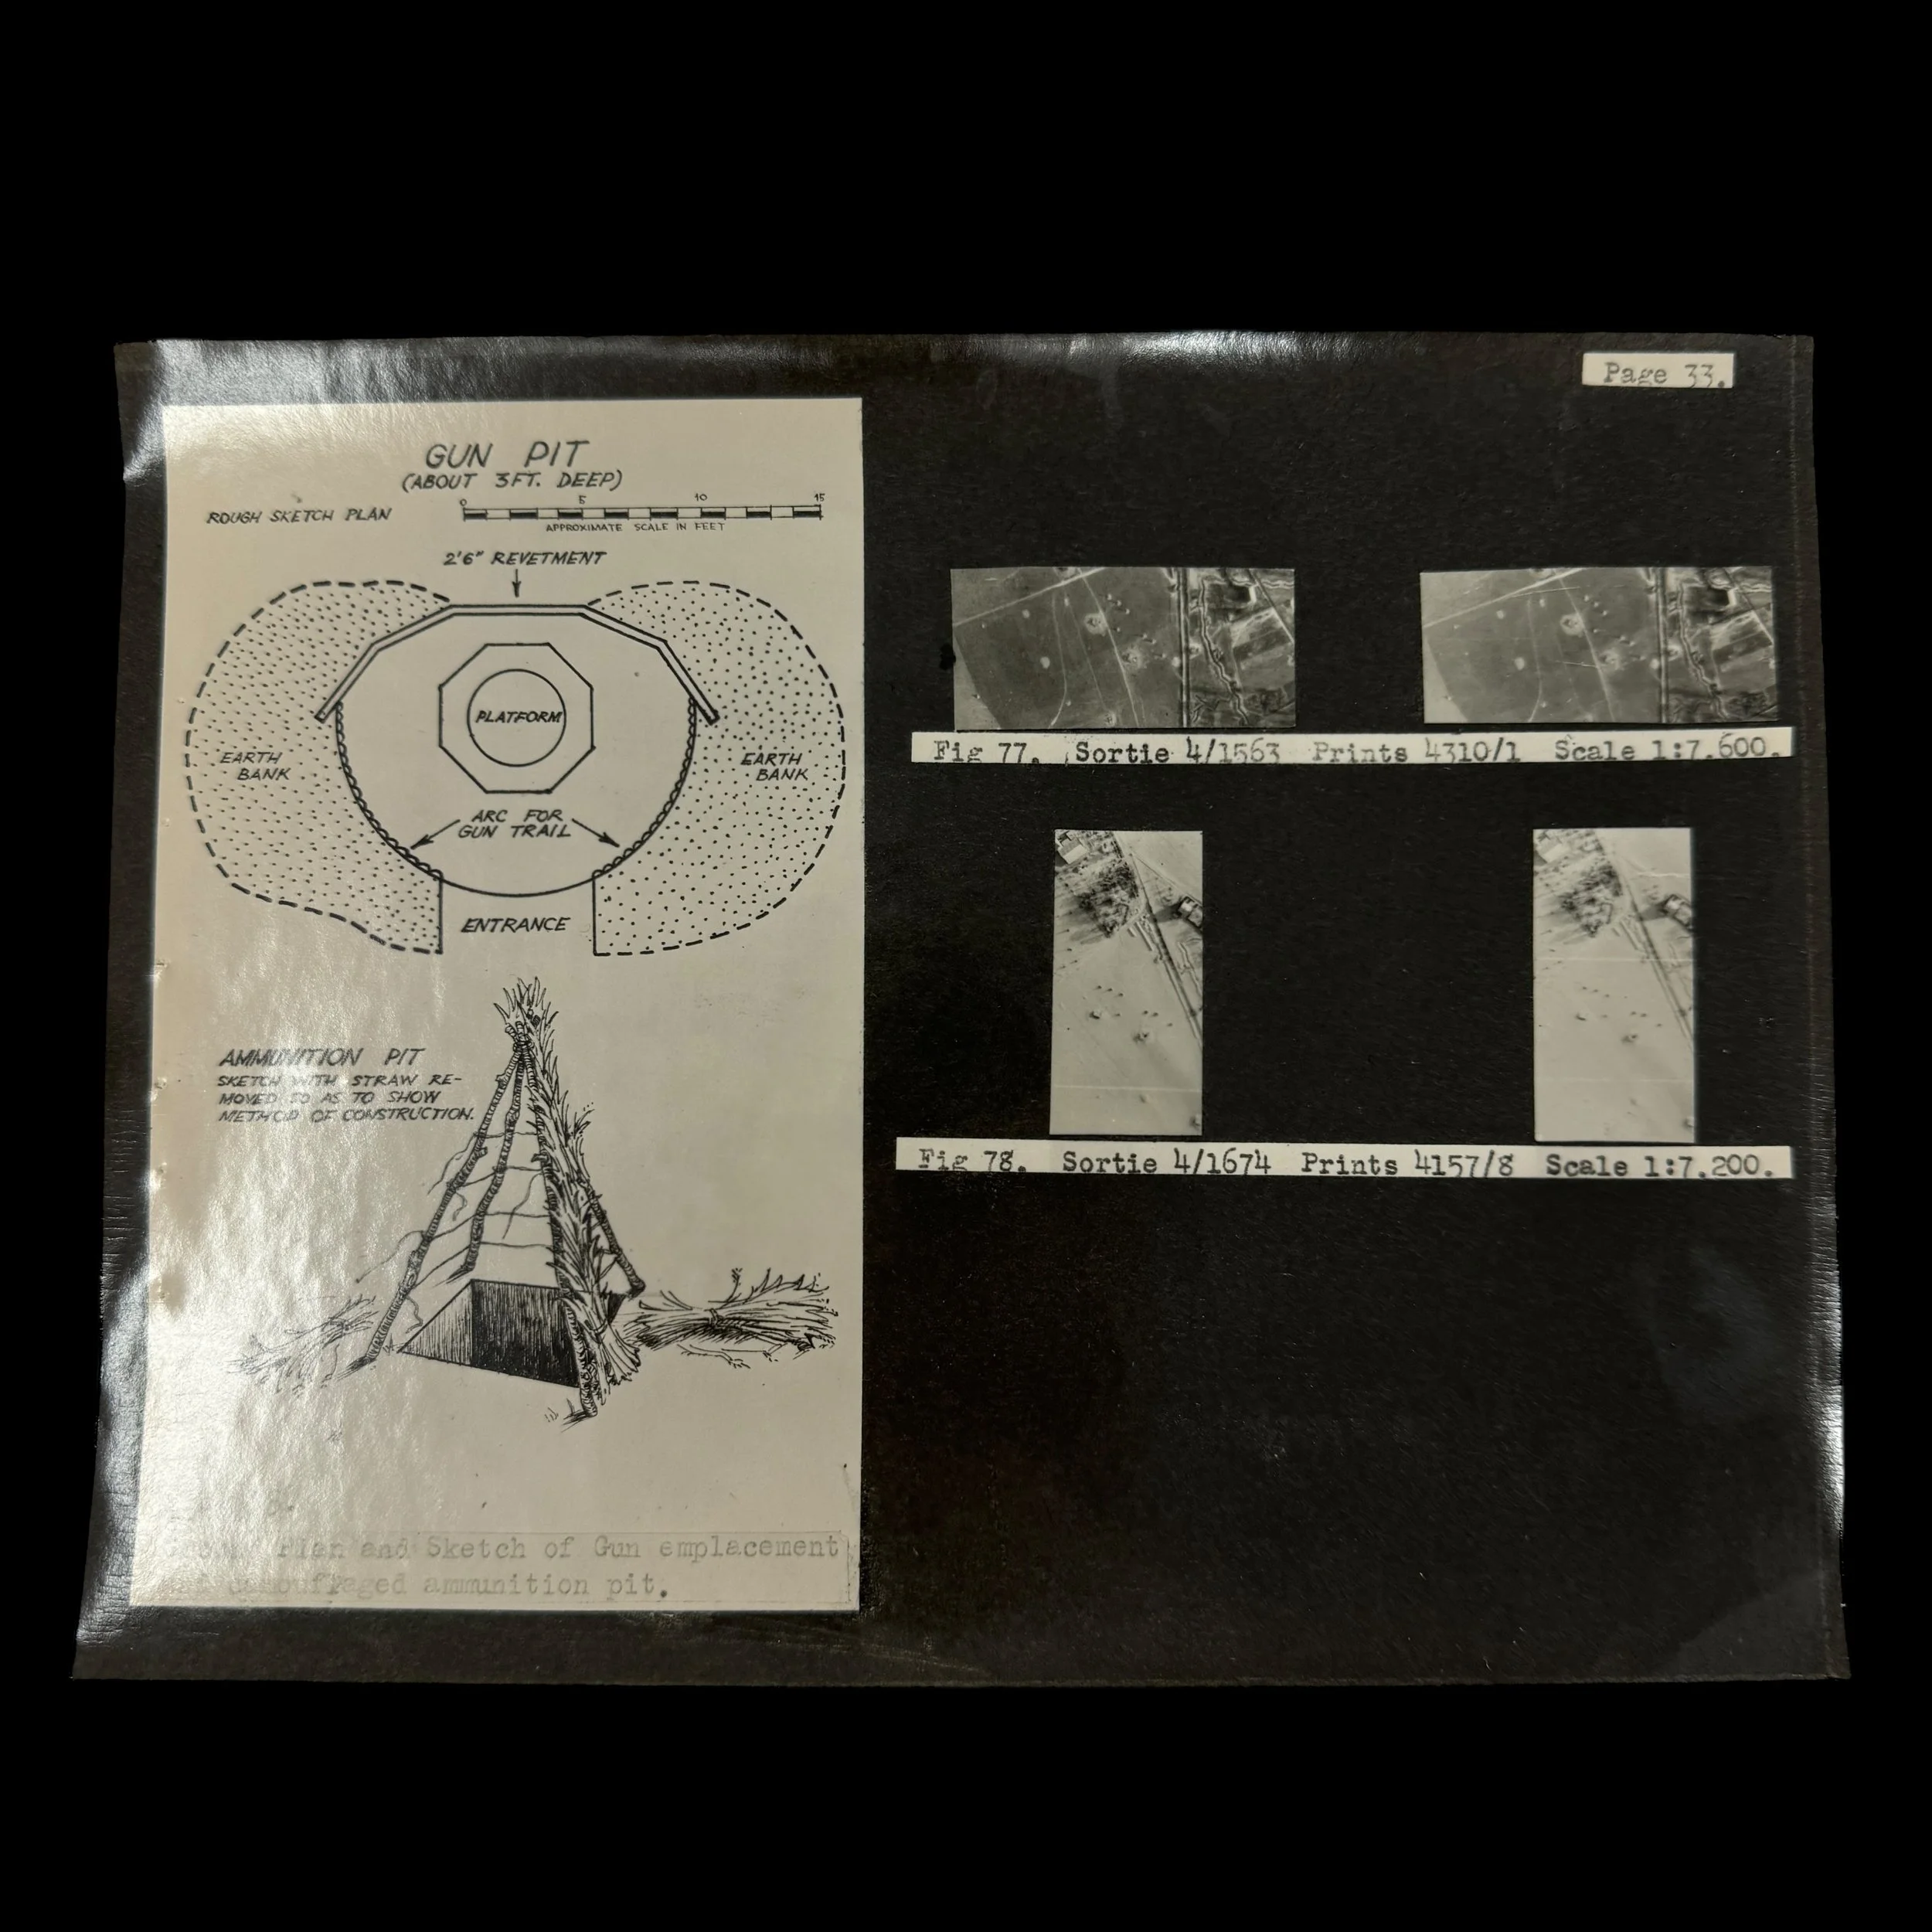 Page 33.
GUN PIT
(ABOUT 3FT. DEEP)
ROUGH SKETCH PLAN
0 5 10 15
APPROXIMATE SCALE IN FEET
2'6" REVETMENT
PLATFORM
EARTH
BANK
EARTH
BANK
ARC FOR
GUN TRAIL
ENTRANCE
AMMUNITION PIT
SKETCH WITH STRAW RE-
MOVED SO AS TO SHOW
METHOD OF CONSTRUCTION.
Plan and Sketch of Gun emplacement
camouflaged ammunition pit.
Fig 77. Sortie 4/1563 Prints 4310/1 Scale 1:7.600.
Fig 78. Sortie 4/1674 Prints 4157/8 Scale 1:7.200.